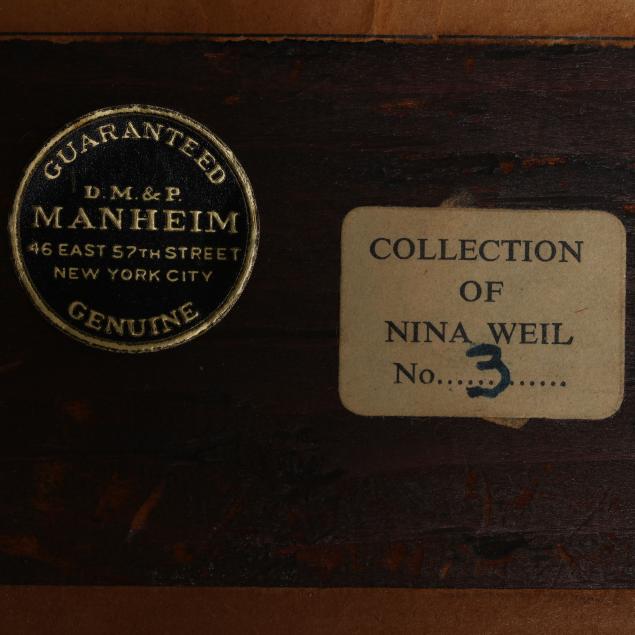 GUARANTEED
D. M. & P.
MANHEIM
46 EAST 57TH STREET
NEW YORK CITY
GENUINE
COLLECTION
OF
NINA WEIL
No......3......